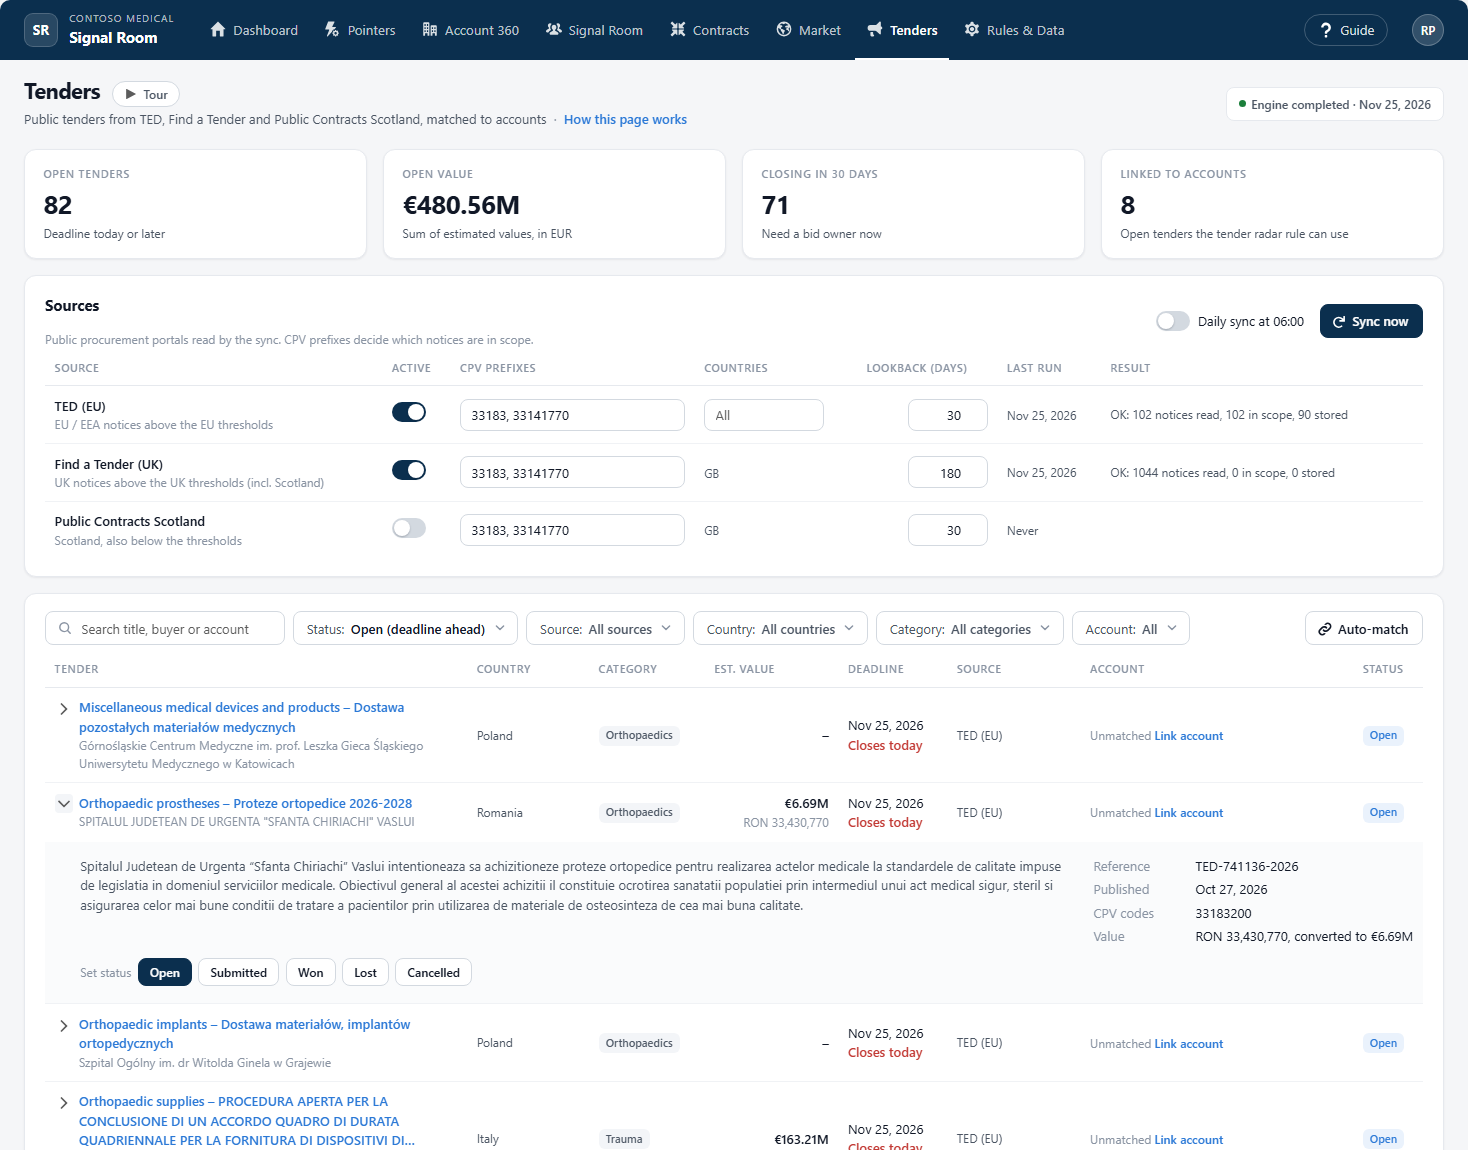 SR
CONTOSO MEDICAL
Signal Room
Dashboard
Pointers
Account 360
Signal Room
Contracts
Market
Tenders
Rules & Data
? Guide
RP
Tenders
Tour
Engine completed · Nov 25, 2026
Public tenders from TED, Find a Tender and Public Contracts Scotland, matched to accounts · How this page works
OPEN TENDERS
82
Deadline today or later
OPEN VALUE
€480.56M
Sum of estimated values, in EUR
CLOSING IN 30 DAYS
71
Need a bid owner now
LINKED TO ACCOUNTS
8
Open tenders the tender radar rule can use
Sources
Public procurement portals read by the sync. CPV prefixes decide which notices are in scope.
Daily sync at 06:00
Sync now
SOURCE ACTIVE CPV PREFIXES COUNTRIES LOOKBACK (DAYS) LAST RUN RESULT
TED (EU)
EU / EEA notices above the EU thresholds
33183, 33141770 All 30 Nov 25, 2026 OK: 102 notices read, 102 in scope, 90 stored
Find a Tender (UK)
UK notices above the UK thresholds (incl. Scotland)
33183, 33141770 GB 180 Nov 25, 2026 OK: 1044 notices read, 0 in scope, 0 stored
Public Contracts Scotland
Scotland, also below the thresholds
33183, 33141770 GB 30 Never
Search title, buyer or account
Status: Open (deadline ahead)
Source: All sources
Country: All countries
Category: All categories
Account: All
Auto-match
TENDER COUNTRY CATEGORY EST. VALUE DEADLINE SOURCE ACCOUNT STATUS
Miscellaneous medical devices and products – Dostawa
pozostałych materiałów medycznych
Górnośląskie Centrum Medyczne im. prof. Leszka Gieca Śląskiego
Uniwersytetu Medycznego w Katowicach
Poland Orthopaedics –
Nov 25, 2026
Closes today
TED (EU) Unmatched Link account Open
Orthopaedic prostheses – Proteze ortopedice 2026-2028
SPITALUL JUDETEAN DE URGENTA "SFANTA CHIRIACHI" VASLUI
Romania Orthopaedics
€6.69M
RON 33,430,770
Nov 25, 2026
Closes today
TED (EU) Unmatched Link account Open
Spitalul Judetean de Urgenta “Sfanta Chiriachi” Vaslui intentioneaza sa achizitioneze proteze ortopedice pentru realizarea actelor medicale la standardele de calitate impuse
de legislatia in domeniul serviciilor medicale. Obiectivul general al acestei achizitii il constituie ocrotirea sanatatii populatiei prin intermediul unui act medical sigur, steril si
asigurarea celor mai bune conditii de tratare a pacientilor prin utilizarea de materiale de osteosinteza de cea mai buna calitate.
Reference TED-741136-2026
Published Oct 27, 2026
CPV codes 33183200
Value RON 33,430,770, converted to €6.69M
Set status Open Submitted Won Lost Cancelled
Orthopaedic implants – Dostawa materiałów, implantów
ortopedycznych
Szpital Ogólny im. dr Witolda Ginela w Grajewie
Poland Orthopaedics –
Nov 25, 2026
Closes today
TED (EU) Unmatched Link account Open
Orthopaedic supplies – PROCEDURA APERTA PER LA
CONCLUSIONE DI UN ACCORDO QUADRO DI DURATA
QUADRIENNALE PER LA FORNITURA DI DISPOSITIVI DI...
Italy Trauma €163.21M
Nov 25, 2026
Closes today
TED (EU) Unmatched Link account Open